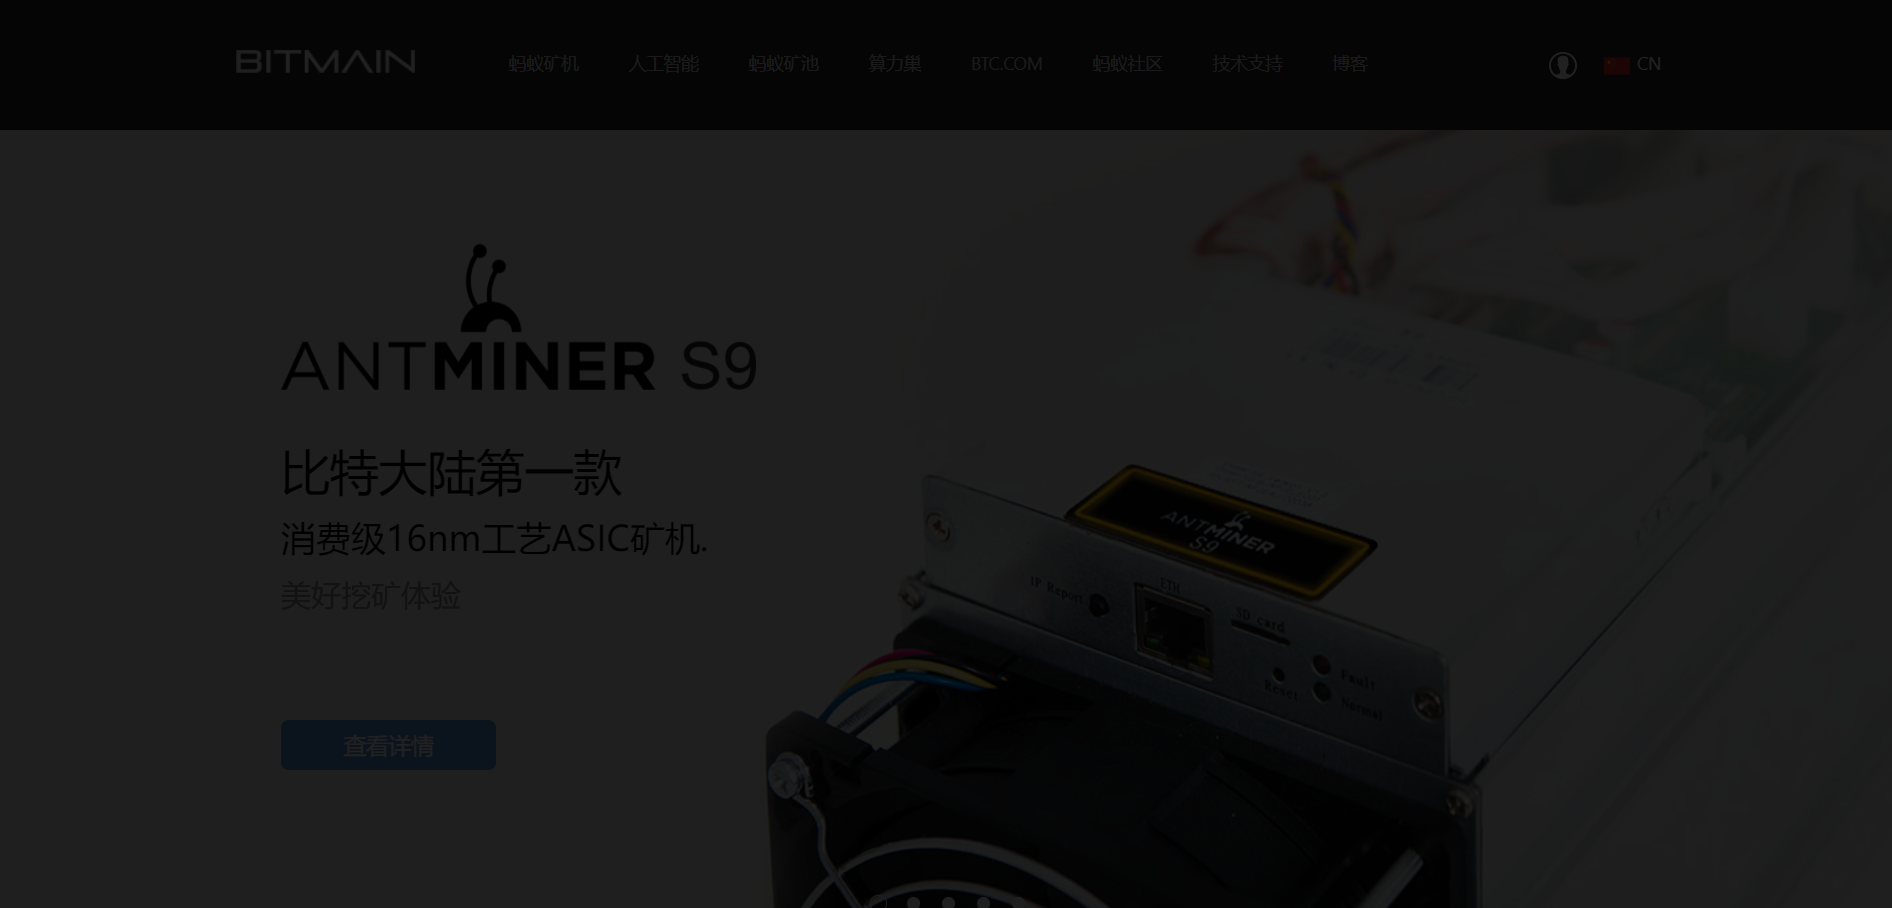 BITMAIN
蚂蚁矿机 人工智能 蚂蚁矿池 算力巢 BTC.COM 蚂蚁社区 技术支持 博客
CN
ANTMINER S9
比特大陆第一款
消费级16nm工艺ASIC矿机.
美好挖矿体验
查看详情
ANTMINER
S9
IP Report
ETH
SD card
Reset
Fault
Normal